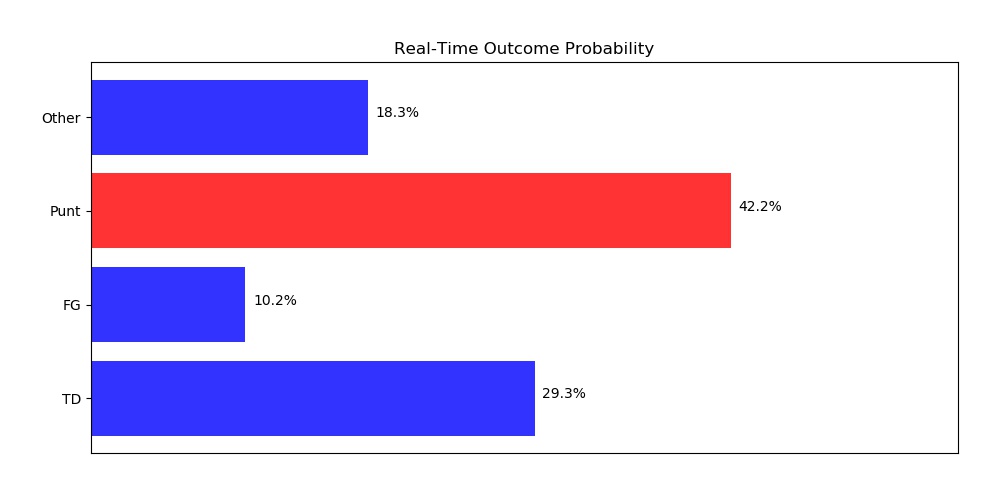 Real-Time Outcome Probability
Other
18.3%
Punt
42.2%
FG
10.2%
TD
29.3%